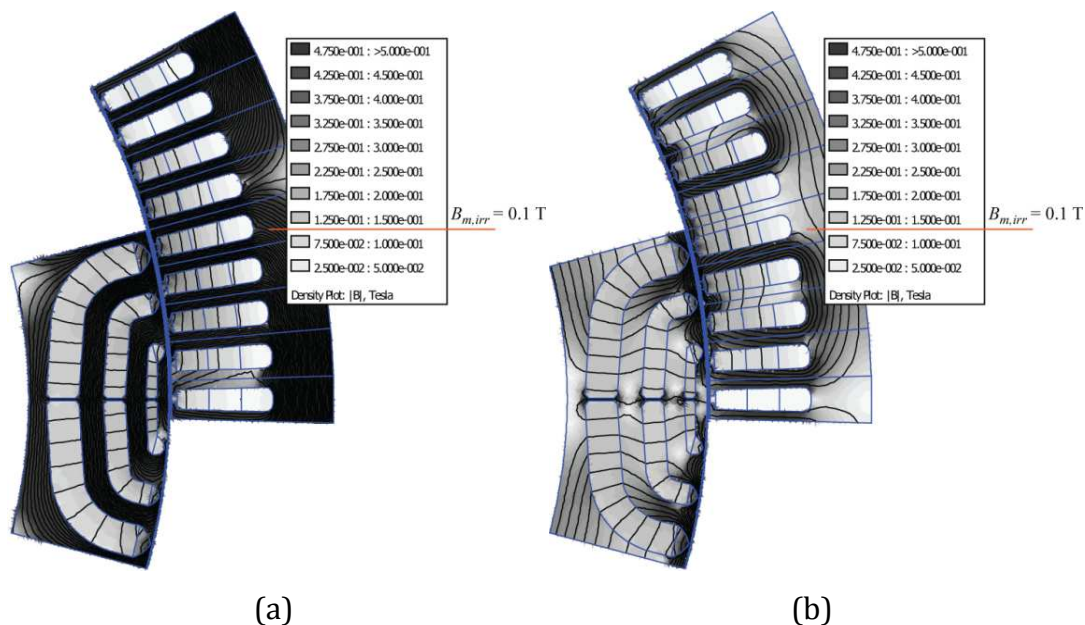 4.750e-001 : >5.000e-001
4.250e-001 : 4.500e-001
3.750e-001 : 4.000e-001
3.250e-001 : 3.500e-001
2.750e-001 : 3.000e-001
2.250e-001 : 2.500e-001
1.750e-001 : 2.000e-001
1.250e-001 : 1.500e-001
7.500e-002 : 1.000e-001
2.500e-002 : 5.000e-002
Density Plot: |B|, Tesla
Bm,irr = 0.1 T
(a)
4.750e-001 : >5.000e-001
4.250e-001 : 4.500e-001
3.750e-001 : 4.000e-001
3.250e-001 : 3.500e-001
2.750e-001 : 3.000e-001
2.250e-001 : 2.500e-001
1.750e-001 : 2.000e-001
1.250e-001 : 1.500e-001
7.500e-002 : 1.000e-001
2.500e-002 : 5.000e-002
Density Plot: |B|, Tesla
Bm,irr = 0.1 T
(b)